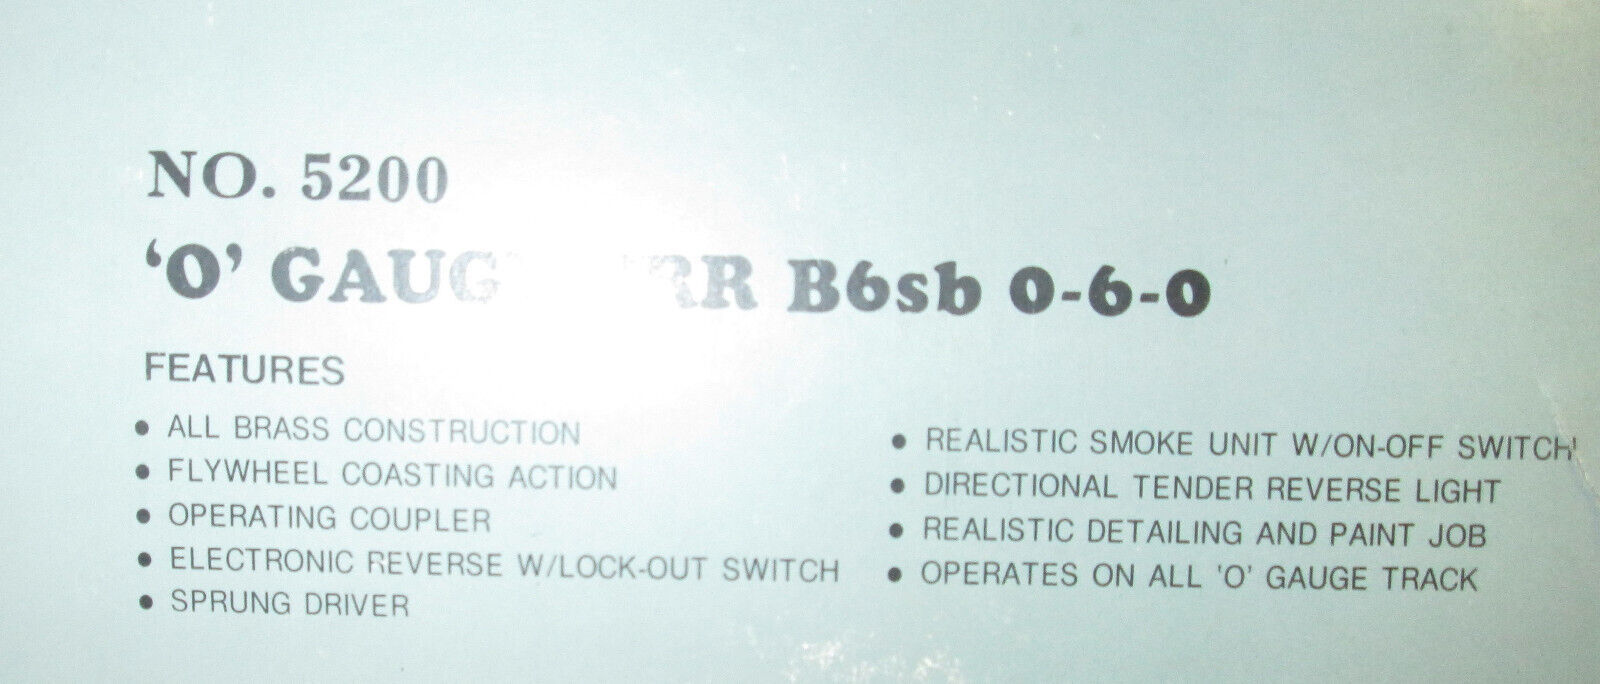 NO. 5200
'O' B6sb 0-6-0
FEATURES
• ALL BRASS CONSTRUCTION
• FLYWHEEL COASTING ACTION
• OPERATING COUPLER
• ELECTRONIC REVERSE W/LOCK-OUT SWITCH
• SPRUNG DRIVER
• REALISTIC SMOKE UNIT W/ON-OFF SWITCH
• DIRECTIONAL TENDER REVERSE LIGHT
• REALISTIC DETAILING AND PAINT JOB
• OPERATES ON ALL 'O' GAUGE TRACK